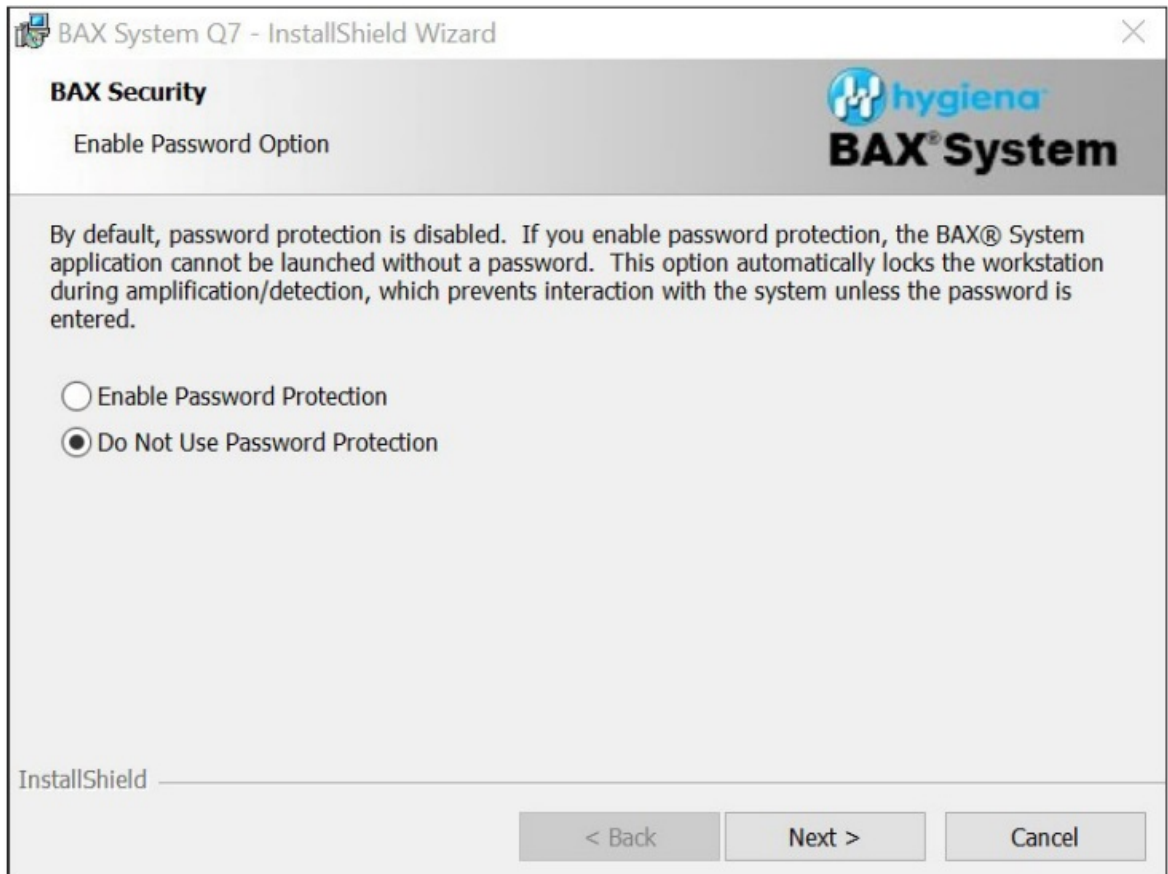 BAX System Q7 - InstallShield Wizard
BAX Security
Enable Password Option
hygiena
BAX® System
By default, password protection is disabled.  If you enable password protection, the BAX® System
application cannot be launched without a password.  This option automatically locks the workstation
during amplification/detection, which prevents interaction with the system unless the password is
entered.
Enable Password Protection
Do Not Use Password Protection
InstallShield
< Back
Next >
Cancel